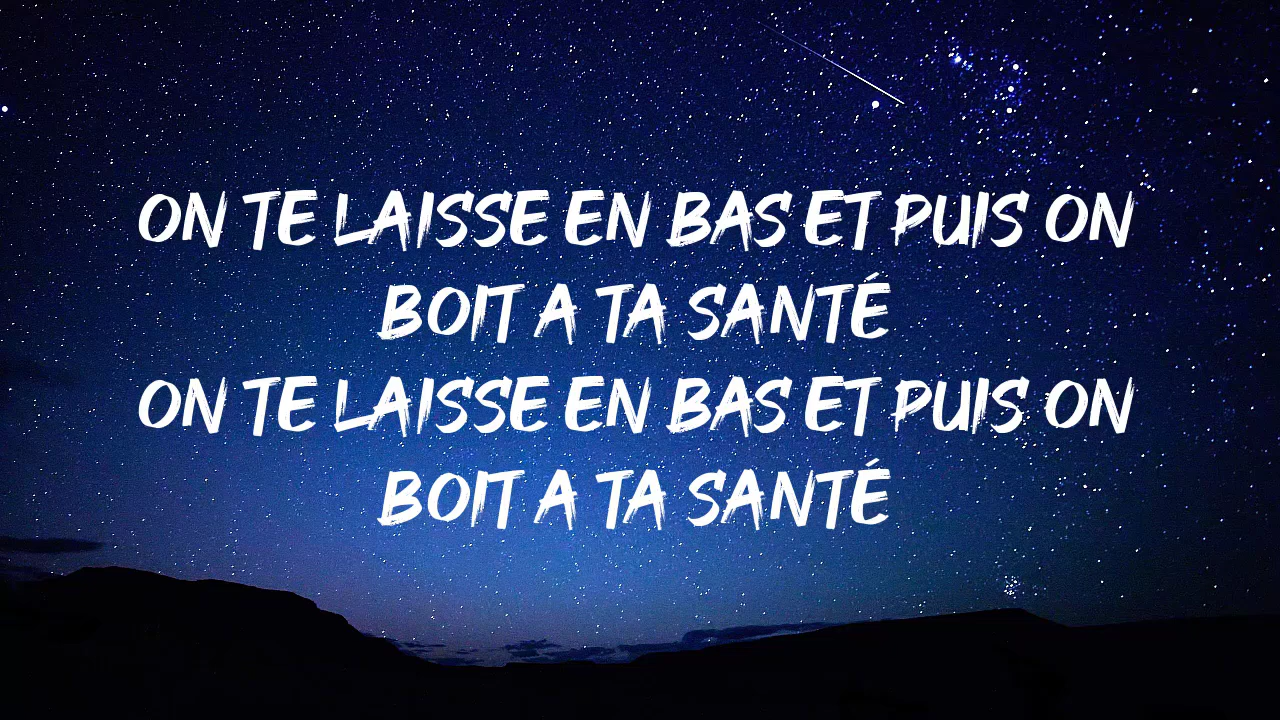 ON TE LAISSE EN BAS ET PUIS ON
BOIT A TA SANTÉ
ON TE LAISSE EN BAS ET PUIS ON
BOIT A TA SANTÉ